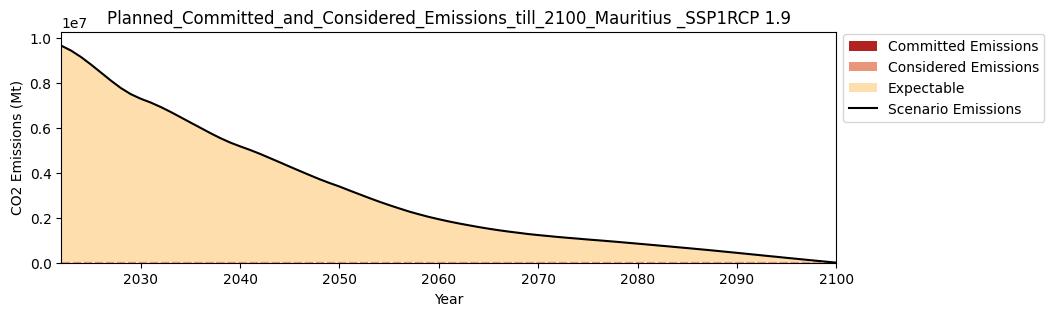 Planned_Committed_and_Considered_Emissions_till_2100_Mauritius _SSP1RCP 1.9
1e7
1.0
0.8
0.6
0.4
0.2
0.0
CO2 Emissions (Mt)
2030 2040 2050 2060 2070 2080 2090 2100
Year
Committed Emissions
Considered Emissions
Expectable
Scenario Emissions